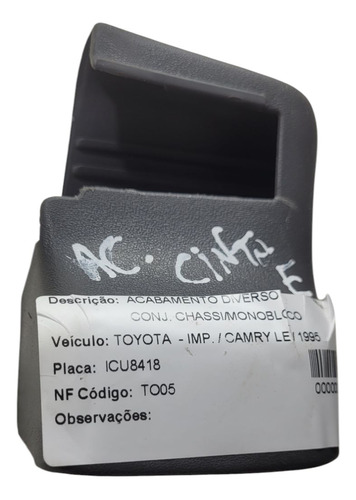 AC. CINTO E
Descrição: ACABAMENTO DIVERSO
CONJ. CHASSI/MONOBLOCO
Veículo: TOYOTA - IMP. / CAMRY LE / 1995
Placa: ICU8418
NF Código: TO05
Observações: